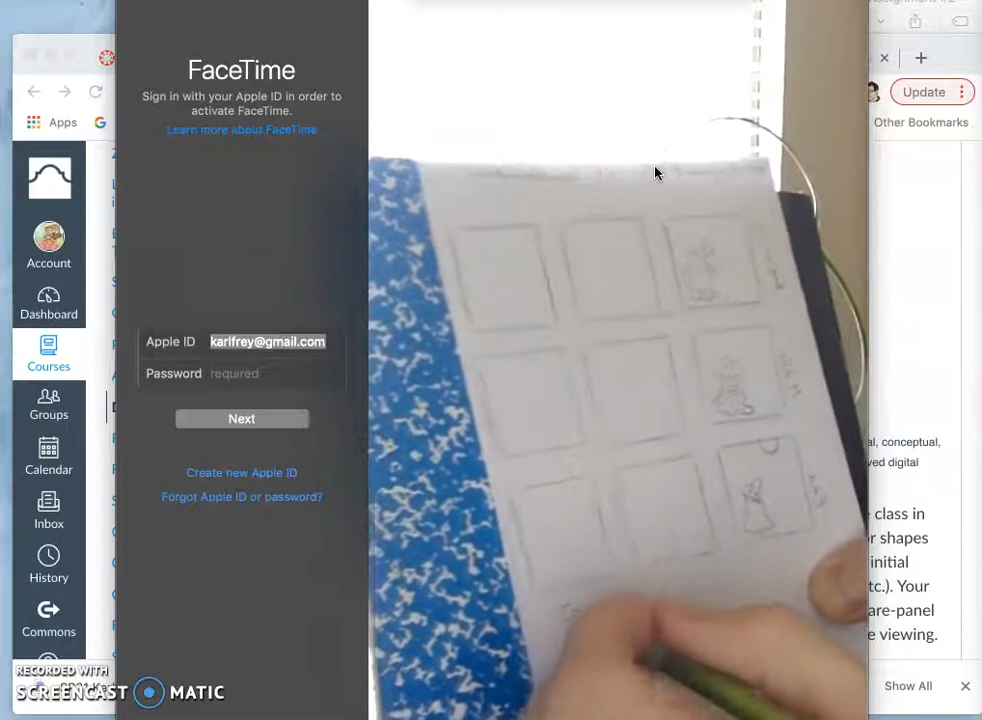 Assignment #2
Update
Apps
Other Bookmarks
FaceTime
Sign in with your Apple ID in order to
activate FaceTime.
Learn more about FaceTime
Apple ID karlfrey@gmail.com
Password required
Next
Create new Apple ID
Forgot Apple ID or password?
Account
Dashboard
Courses
Groups
Calendar
Inbox
History
Commons
al, conceptual,
ved digital
e class in
or shapes
initial
tc.). Your
are-panel
e viewing.
RECORDED WITH
SCREENCAST MATIC
Show All